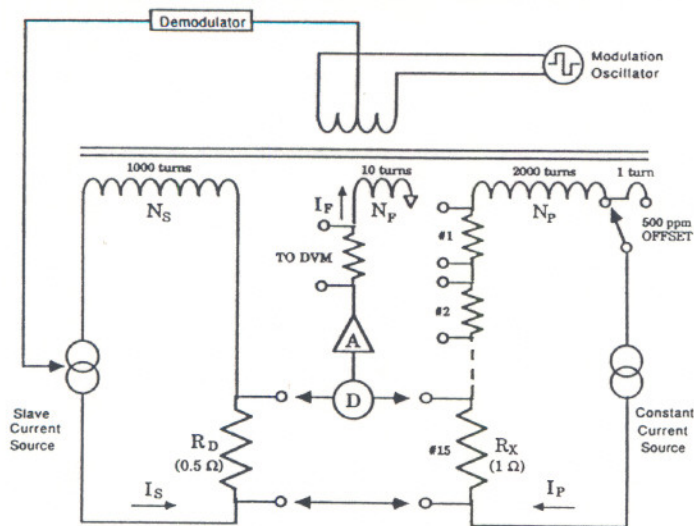 Demodulator
Modulation
Oscillator
1000 turns
10 turns
2000 turns
1 turn
N_S
I_F
N_F
N_P
500 ppm
OFFSET
#1
TO DVM
#2
A
D
Slave
Current
Source
R_D
(0.5 Ω)
#15
R_X
(1 Ω)
Constant
Current
Source
I_S
I_P